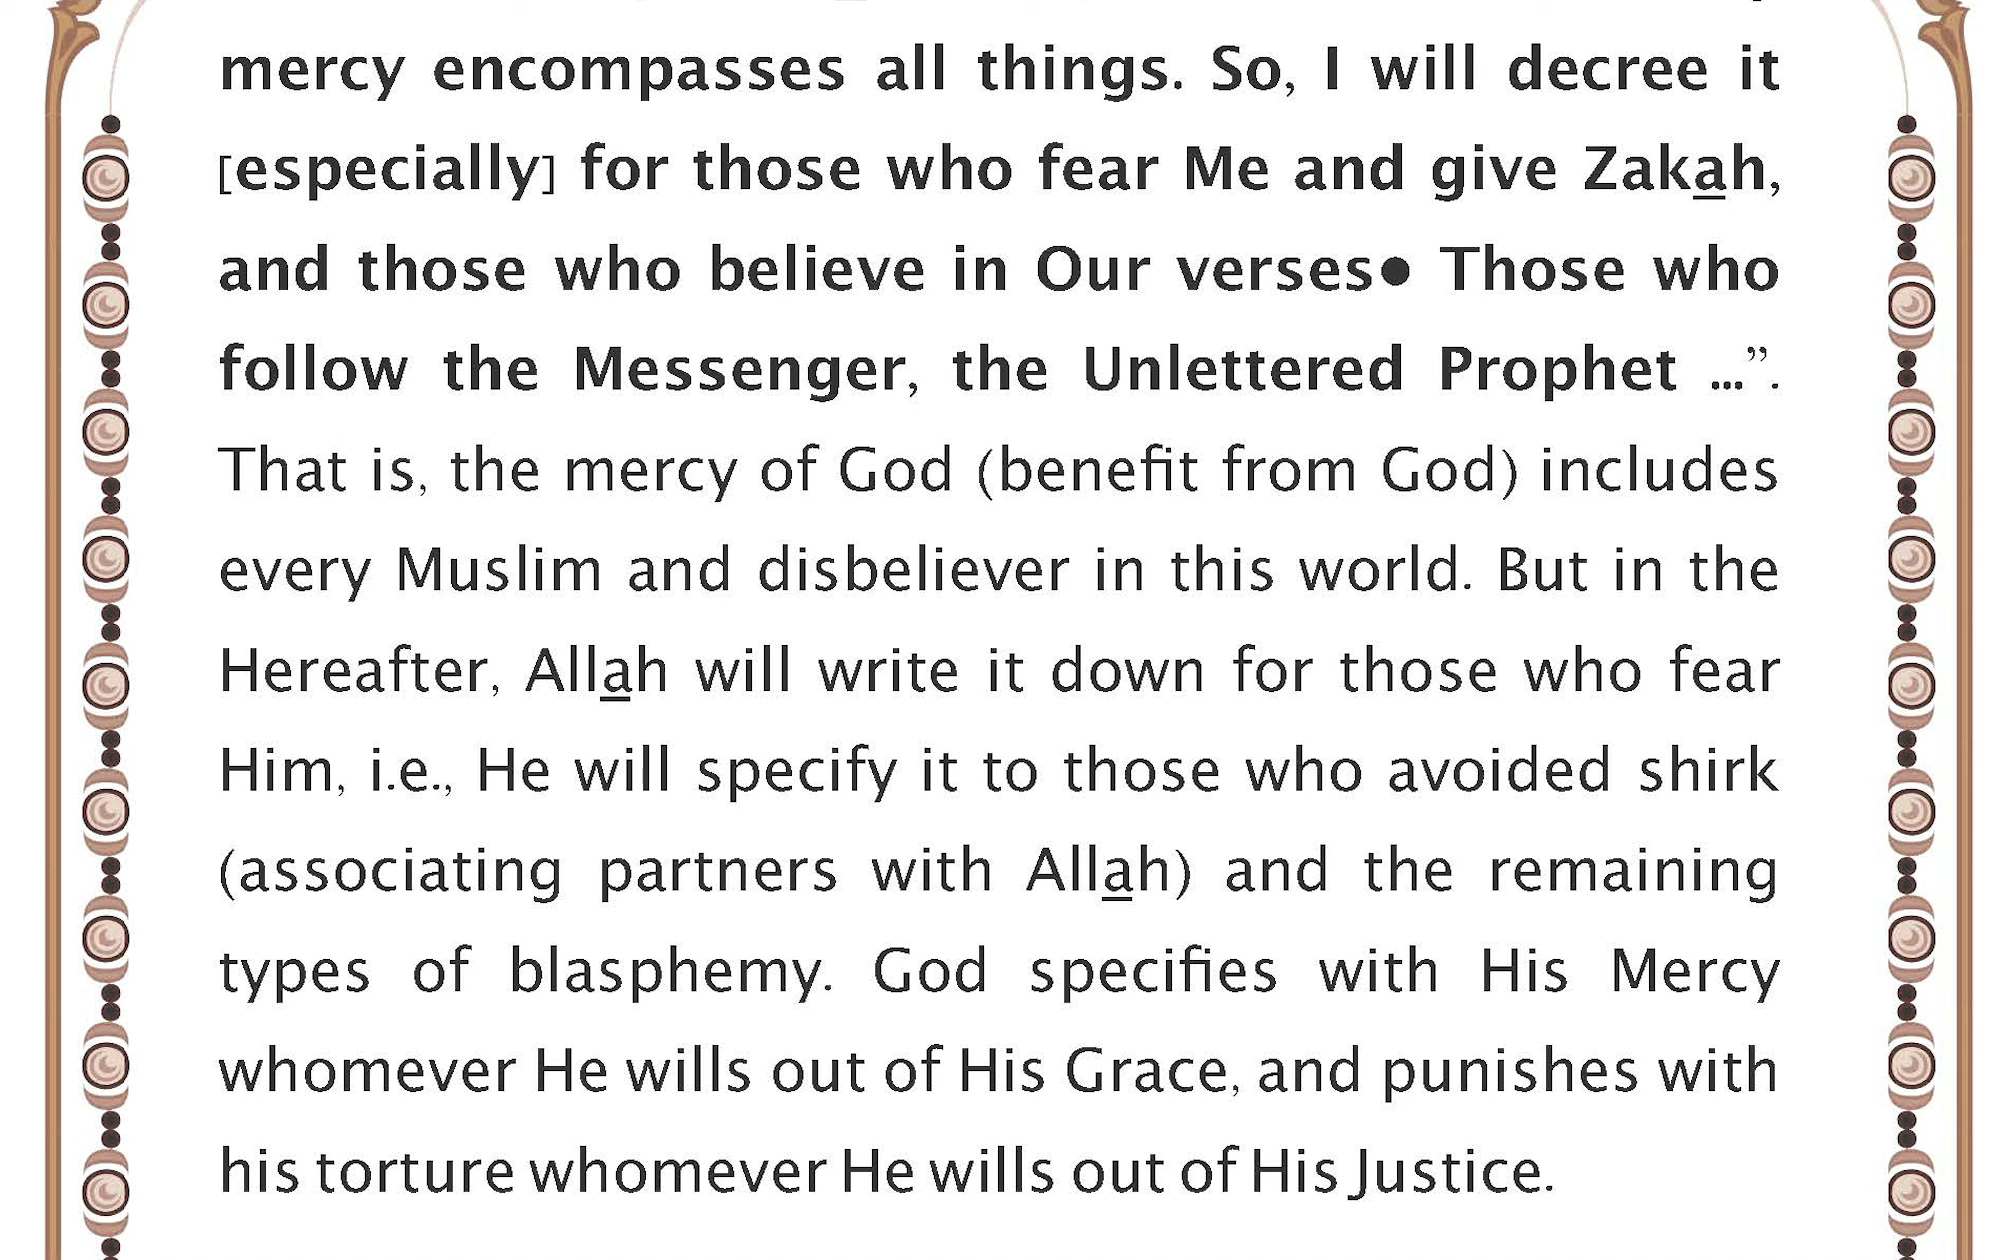 mercy encompasses all things. So, I will decree it
[especially] for those who fear Me and give Zaka̲h,
and those who believe in Our verses● Those who
follow the Messenger, the Unlettered Prophet ...”.
That is, the mercy of God (benefit from God) includes
every Muslim and disbeliever in this world. But in the
Hereafter, Alla̲h will write it down for those who fear
Him, i.e., He will specify it to those who avoided shirk
(associating partners with Alla̲h) and the remaining
types of blasphemy. God specifies with His Mercy
whomever He wills out of His Grace, and punishes with
his torture whomever He wills out of His Justice.